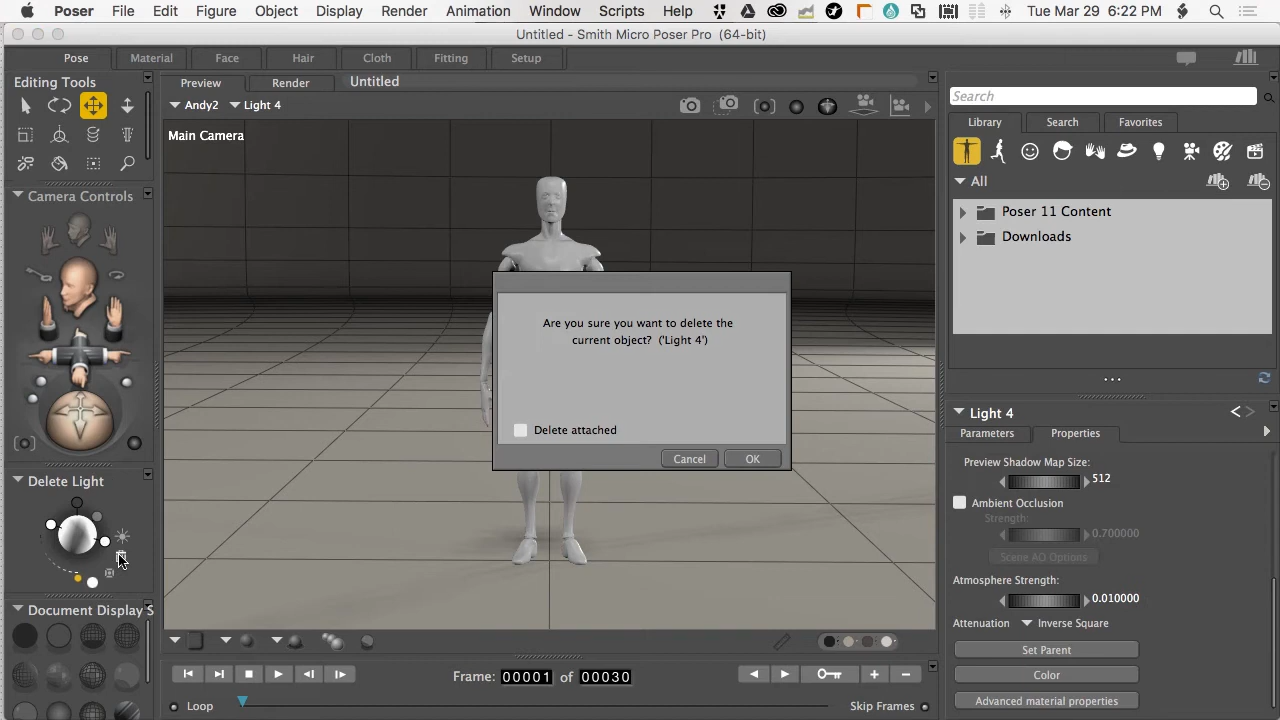 Poser File Edit Figure Object Display Render Animation Window Scripts Help Tue Mar 29 6:22 PM
Untitled - Smith Micro Poser Pro (64-bit)
Pose Material Face Hair Cloth Fitting Setup
Editing Tools
Preview Render Untitled
Andy2 Light 4
Main Camera
Camera Controls
Delete Light
Document Display S
Are you sure you want to delete the
current object? ('Light 4')
Delete attached
Cancel OK
Frame: 00001 of 00030
Loop Skip Frames
Search
Library Search Favorites
All
Poser 11 Content
Downloads
Light 4
Parameters Properties
Preview Shadow Map Size:
512
Ambient Occlusion
Strength:
0.700000
Scene AO Options
Atmosphere Strength:
0.010000
Attenuation Inverse Square
Set Parent
Color
Advanced material properties